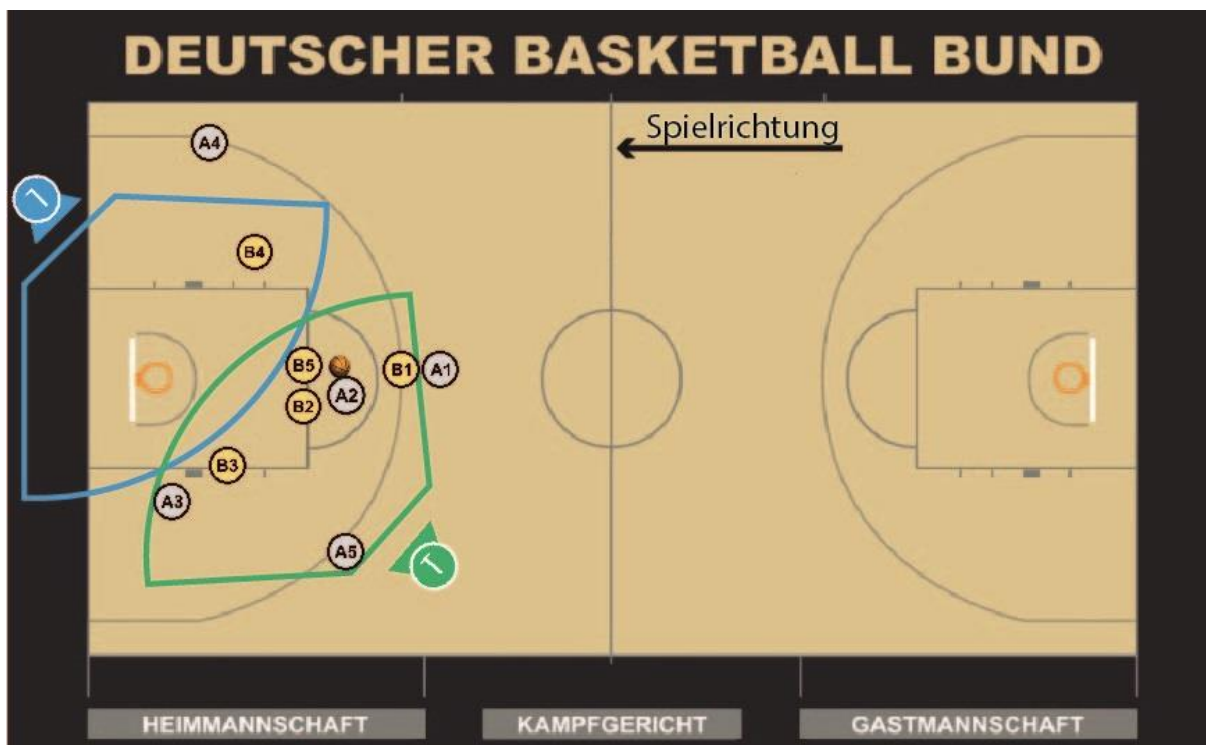 DEUTSCHER BASKETBALL BUND
Spielrichtung
A4
B4
B5
B1
A1
A2
B2
B3
A3
A5
T
HEIMMANNSCHAFT
KAMPFGERICHT
GASTMANNSCHAFT